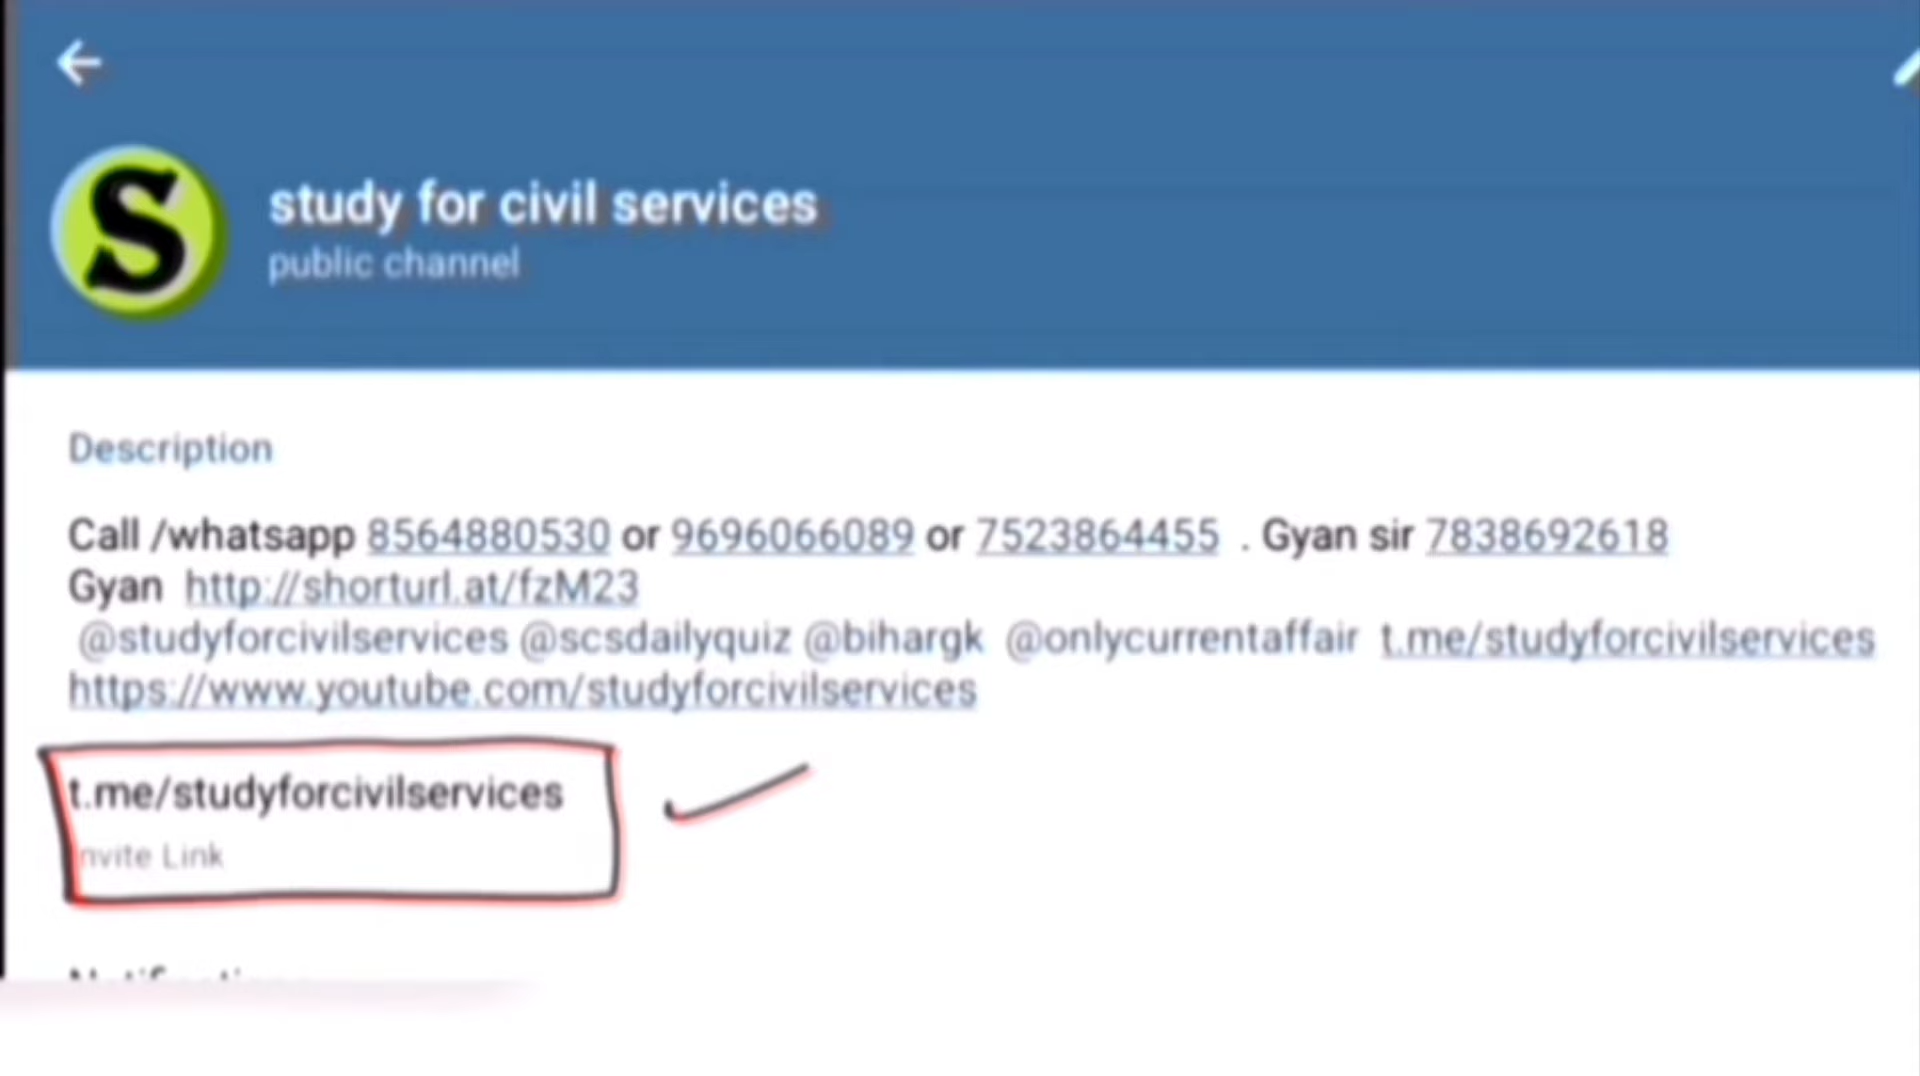 S
study for civil services
public channel
Description
Call /whatsapp 8564880530 or 9696066089 or 7523864455 . Gyan sir 7838692618
Gyan http://shorturl.at/fzM23
@studyforcivilservices @scsdailyquiz @bihargk @onlycurrentaffair t.me/studyforcivilservices
https://www.youtube.com/studyforcivilservices
t.me/studyforcivilservices
Invite Link